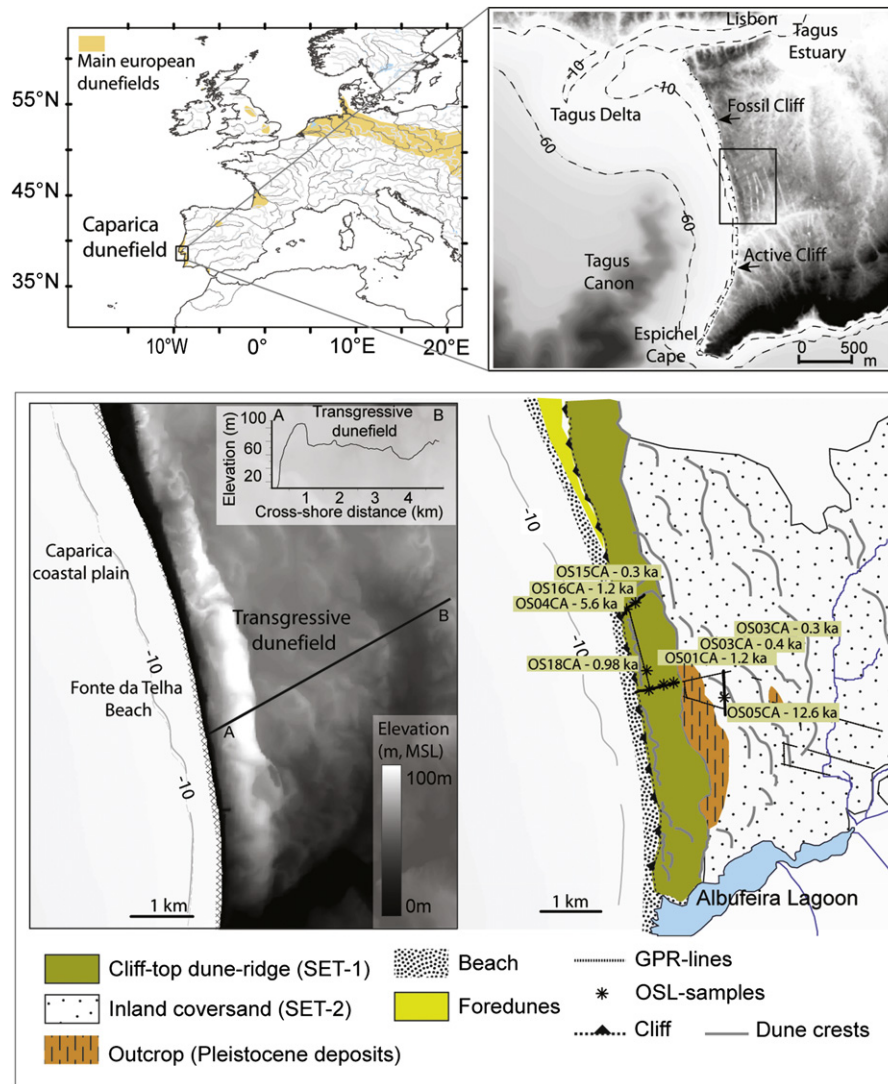 Main european
dunefields
55°N
45°N
35°N
Caparica
dunefield
10°W
0°
10°E
20°E
Lisbon
Tagus
Estuary
-10
-10
Tagus Delta
Fossil Cliff
-60
-60
Tagus
Canon
Active Cliff
Espichel
Cape
0 500
m
A Transgressive B
dunefield
Elevation (m)
100
60
20
1 2 3 4
Cross-shore distance (km)
Caparica
coastal plain
-10
Transgressive
dunefield
B
Fonte da Telha
Beach
A
-10
Elevation
(m, MSL)
100m
0m
1 km
-10
OS15CA - 0.3 ka
OS16CA - 1.2 ka
OS04CA - 5.6 ka
OS03CA - 0.3 ka
OS03CA - 0.4 ka
OS18CA - 0.98 ka
OS01CA - 1.2 ka
OS05CA - 12.6 ka
-10
1 km
Albufeira Lagoon
Cliff-top dune-ridge (SET-1)
Beach
GPR-lines
Inland coversand (SET-2)
Foredunes
OSL-samples
Outcrop (Pleistocene deposits)
Cliff
Dune crests